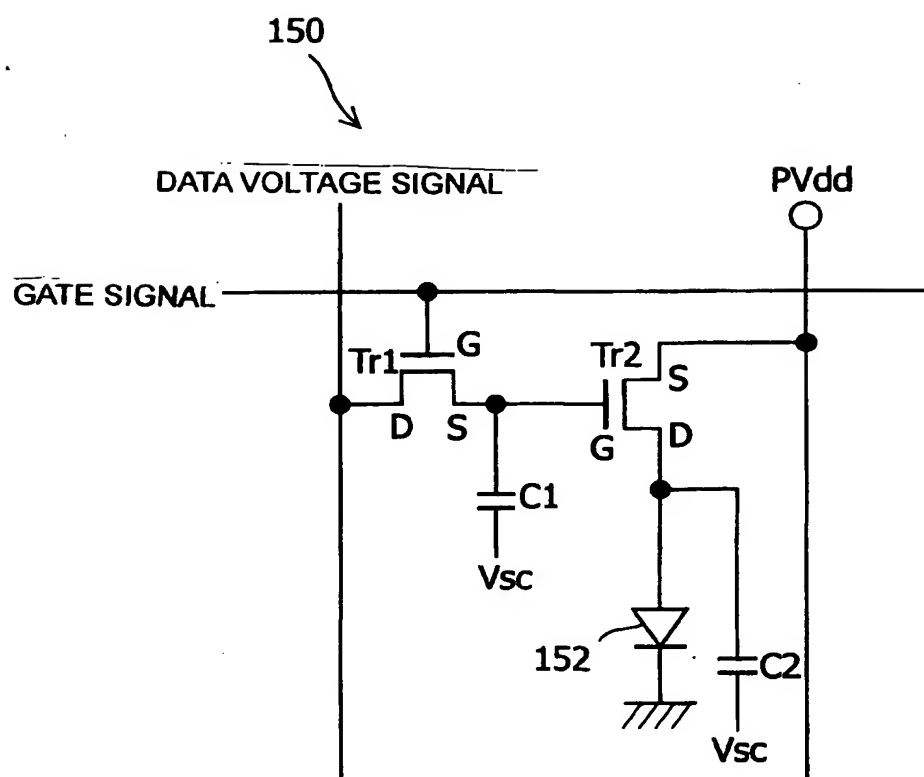 150
DATA VOLTAGE SIGNAL
PVdd
GATE SIGNAL
G
Tr1
Tr2
S
D
S
G
D
C1
Vsc
152
C2
Vsc